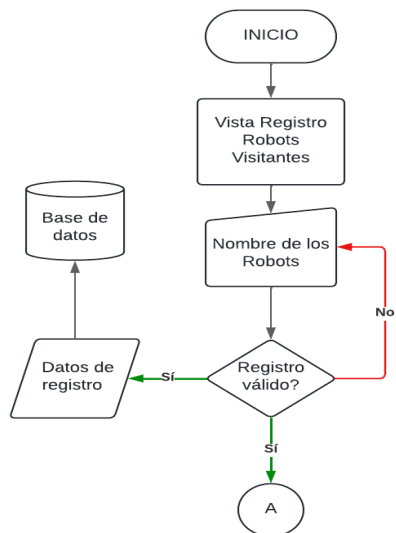 INICIO
Vista Registro
Robots
Visitantes
Base de
datos
Nombre de los
Robots
No
Datos de
registro
Sí
Registro
válido?
Sí
A